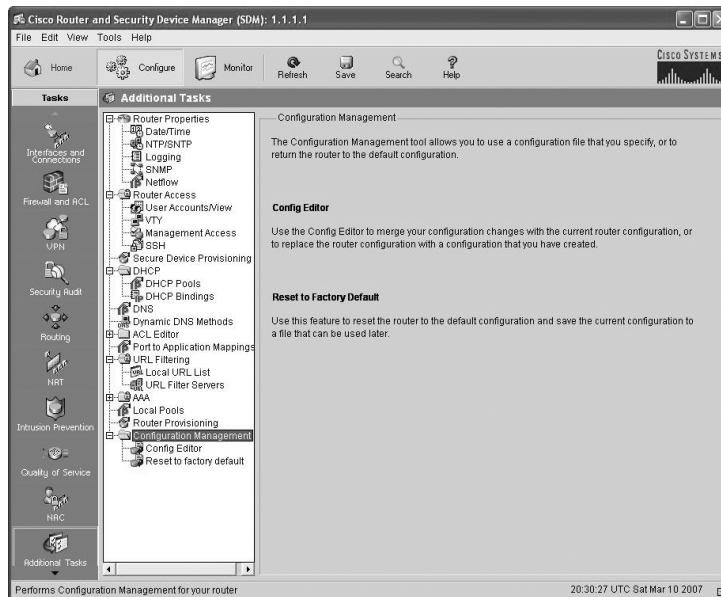 Cisco Router and Security Device Manager (SDM): 1.1.1.1
File Edit View Tools Help
Home
Configure
Monitor
Refresh
Save
Search
Help
CISCO SYSTEMS
Tasks
Additional Tasks
Interfaces and
Connections
Firewall and ACL
VPN
Security Audit
Routing
NAT
Intrusion Prevention
Quality of Service
NAC
Additional Tasks
Router Properties
Date/Time
NTP/SNTP
Logging
SNMP
Netflow
Router Access
User Accounts/View
VTY
Management Access
SSH
Secure Device Provisioning
DHCP
DHCP Pools
DHCP Bindings
DNS
Dynamic DNS Methods
ACL Editor
Port to Application Mappings
URL Filtering
Local URL List
URL Filter Servers
AAA
Local Pools
Router Provisioning
Configuration Management
Config Editor
Reset to factory default
Configuration Management
The Configuration Management tool allows you to use a configuration file that you specify, or to
return the router to the default configuration.
Config Editor
Use the Config Editor to merge your configuration changes with the current router configuration, or
to replace the router configuration with a configuration that you have created.
Reset to Factory Default
Use this feature to reset the router to the default configuration and save the current configuration to
a file that can be used later.
Performs Configuration Management for your router
20:30:27 UTC Sat Mar 10 2007